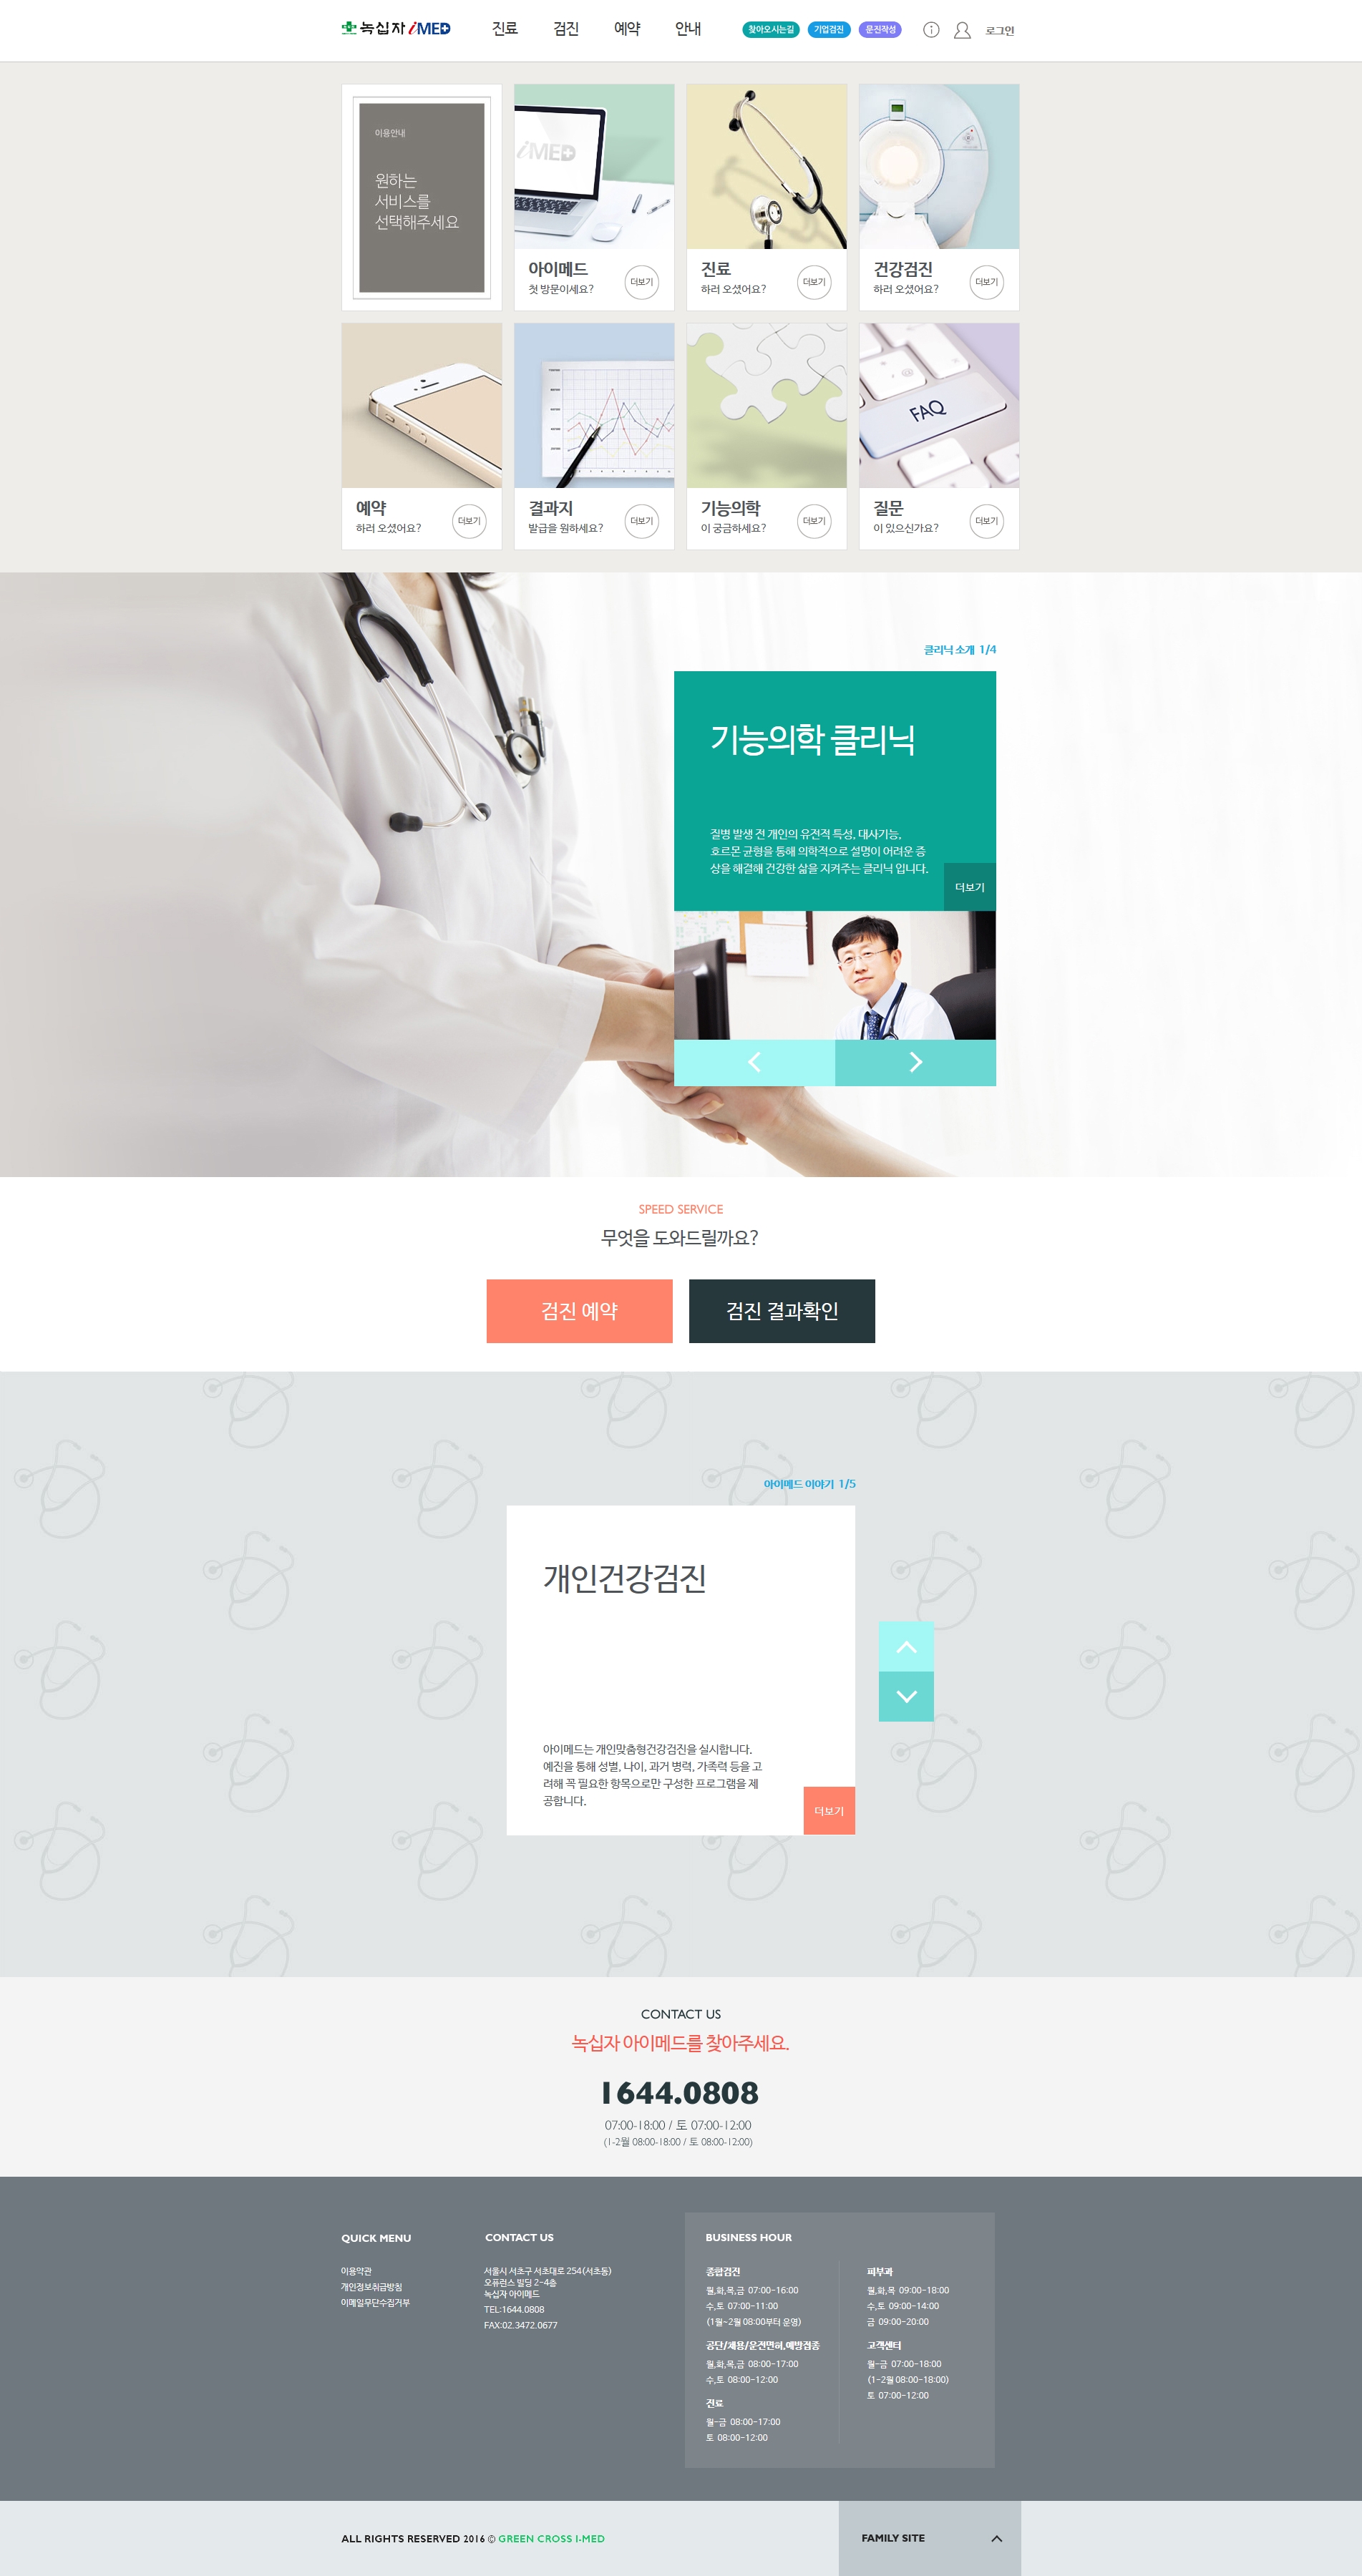 녹십자 iMED
진료
검진
예약
안내
찾아오시는길
기업검진
문진작성
로그인
이용안내
원하는
서비스를
선택해주세요
iMED
아이메드
첫 방문이세요?
더보기
진료
하러 오셨어요?
더보기
건강검진
하러 오셨어요?
더보기
FAQ
예약
하러 오셨어요?
더보기
결과지
발급을 원하세요?
더보기
기능의학
이 궁금하세요?
더보기
질문
이 있으신가요?
더보기
클리닉 소개 1/4
기능의학 클리닉
질병 발생 전 개인의 유전적 특성, 대사기능,
호르몬 균형을 통해 의학적으로 설명이 어려운 증
상을 해결해 건강한 삶을 지켜주는 클리닉 입니다.
더보기
SPEED SERVICE
무엇을 도와드릴까요?
검진 예약
검진 결과확인
아이메드 이야기 1/5
개인건강검진
아이메드는 개인맞춤형건강검진을 실시합니다.
예진을 통해 성별, 나이, 과거 병력, 가족력 등을 고
려해 꼭 필요한 항목으로만 구성한 프로그램을 제
공합니다.
더보기
CONTACT US
녹십자 아이메드를 찾아주세요.
1644.0808
07:00-18:00 / 토 07:00-12:00
(1-2월 08:00-18:00 / 토 08:00-12:00)
QUICK MENU
이용약관
개인정보취급방침
이메일무단수집거부
CONTACT US
서울시 서초구 서초대로 254(서초동)
오퓨런스 빌딩 2-4층
녹십자 아이메드
TEL:1644.0808
FAX:02.3472.0677
BUSINESS HOUR
종합검진
월,화,목,금 07:00-16:00
수,토 07:00-11:00
(1월~2월 08:00부터 운영)
공단/채용/운전면허,예방접종
월,화,목,금 08:00-17:00
수,토 08:00-12:00
진료
월-금 08:00-17:00
토 08:00-12:00
피부과
월,화,목 09:00-18:00
수,토 09:00-14:00
금 09:00-20:00
고객센터
월-금 07:00-18:00
(1-2월 08:00-18:00)
토 07:00-12:00
ALL RIGHTS RESERVED 2016 © GREEN CROSS I-MED
FAMILY SITE